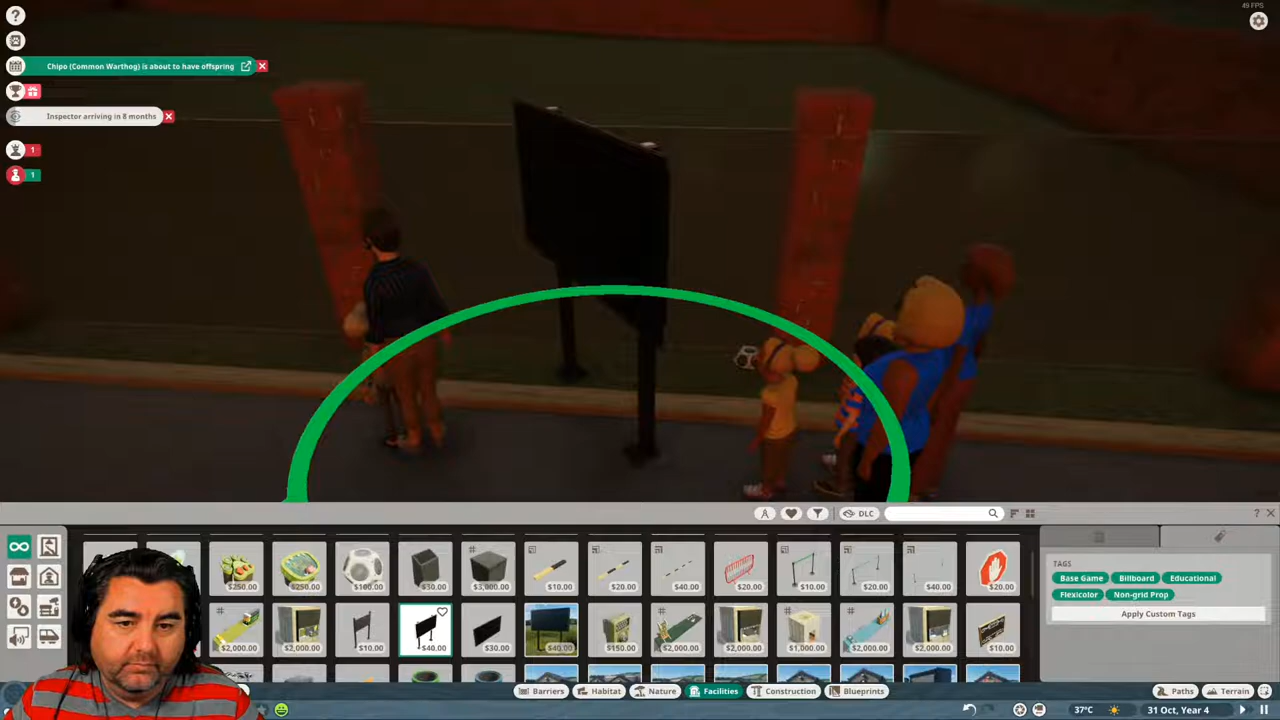 49 FPS
?
Chipo (Common Warthog) is about to have offspring
Inspector arriving in 8 months
1
1
DLC
?
$250.00
$250.00
$100.00
$30.00
$3,000.00
$10.00
$20.00
$40.00
$20.00
$10.00
$20.00
$40.00
$20.00
$2,000.00
$2,000.00
$10.00
$40.00
$30.00
$40.00
$150.00
$2,000.00
$2,000.00
$1,000.00
$2,000.00
$2,000.00
$10.00
TAGS
Base Game
Billboard
Educational
Flexicolor
Non-grid Prop
Apply Custom Tags
Barriers
Habitat
Nature
Facilities
Construction
Blueprints
Paths
Terrain
37°C
31 Oct, Year 4